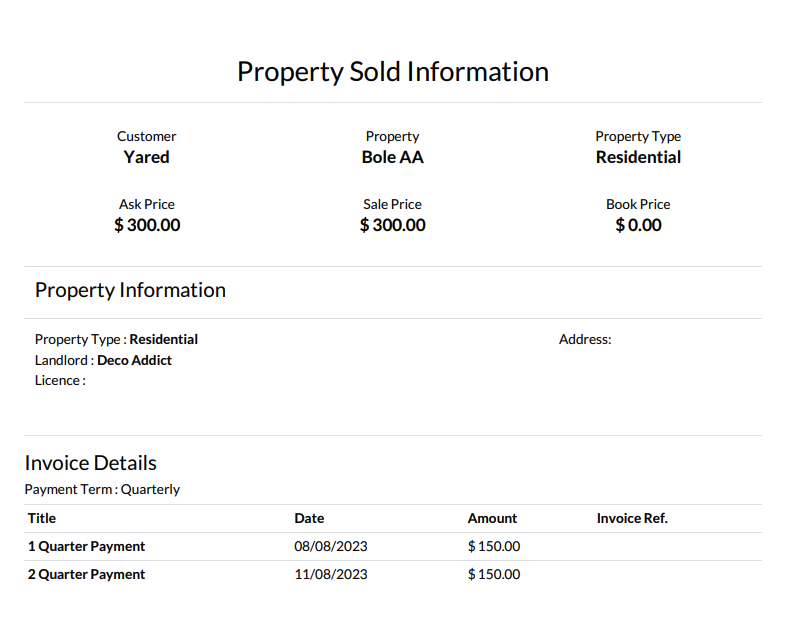 Property Sold Information
Customer Property Property Type
Yared Bole AA Residential
Ask Price Sale Price Book Price
$ 300.00 $ 300.00 $ 0.00
Property Information
Property Type : Residential Address:
Landlord : Deco Addict
Licence :
Invoice Details
Payment Term : Quarterly
Title Date Amount Invoice Ref.
1 Quarter Payment 08/08/2023 $ 150.00
2 Quarter Payment 11/08/2023 $ 150.00